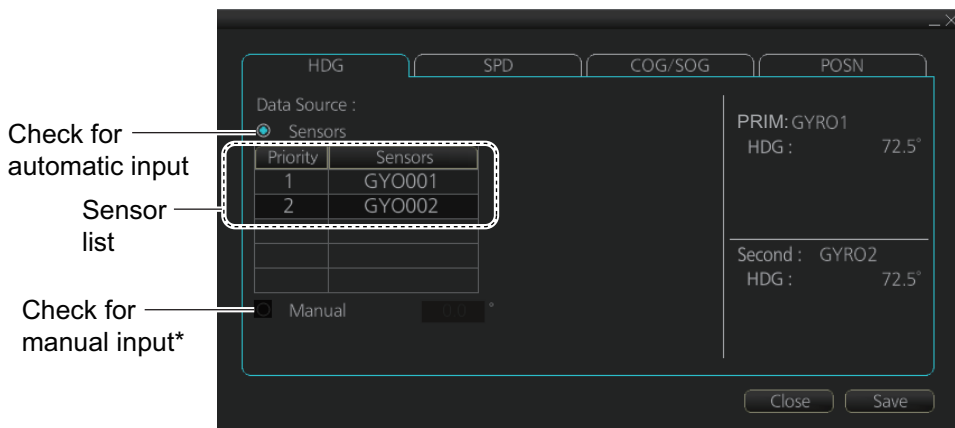 HDG SPD COG/SOG POSN
Data Source :
Sensors
Priority Sensors
1 GYO001
2 GYO002
Manual 0.0 °
PRIM: GYRO1
HDG : 72.5°
Second : GYRO2
HDG : 72.5°
Close Save
Check for
automatic input
Sensor
list
Check for
manual input*